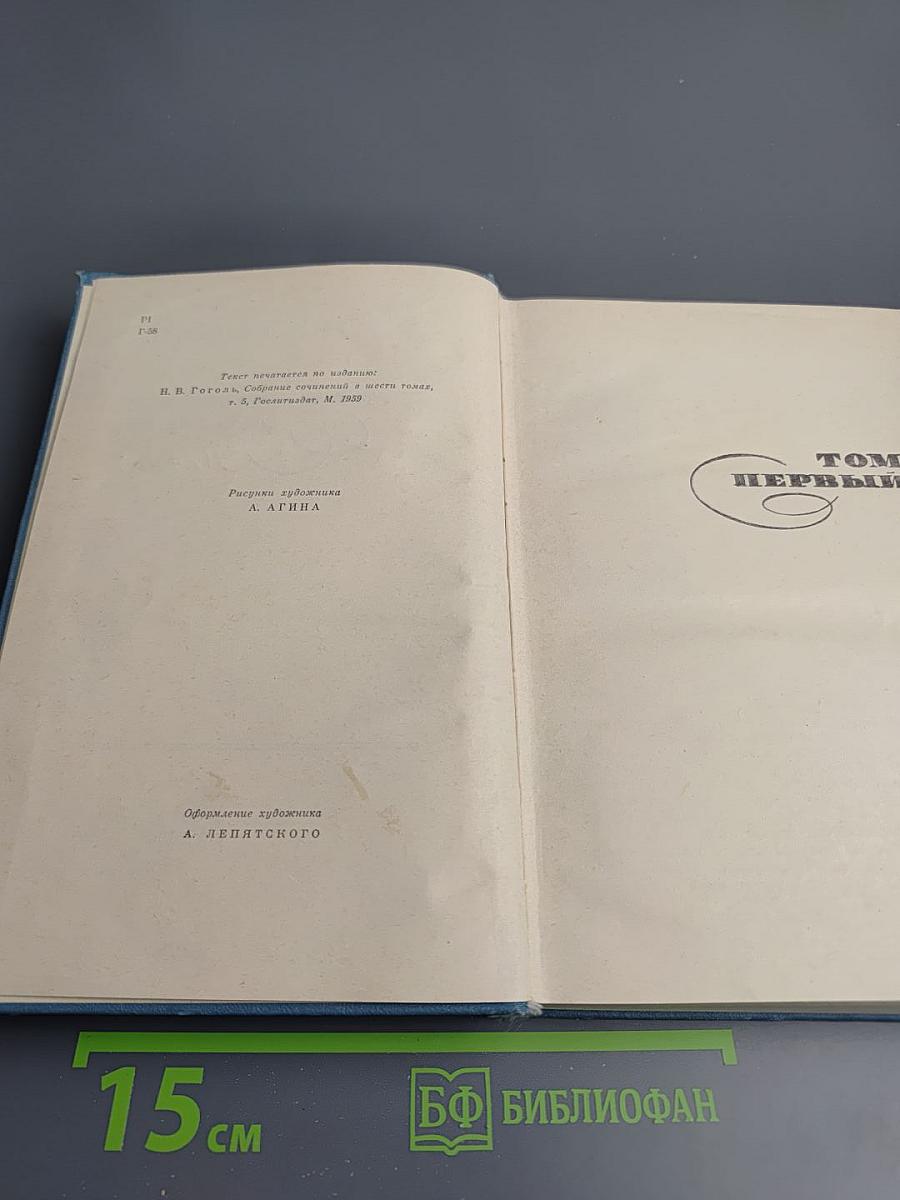 Р1
Г-58
Текст печатается по изданию:
Н. В. Гоголь, Собрание сочинений в шести томах,
т. 5, Гослитиздат, М. 1959
Рисунки художника
А. АГИНА
Оформление художника
А. ЛЕПЯТСКОГО
ТОМ
ПЕРВЫЙ
15 см
БФ БИБЛИОФАН